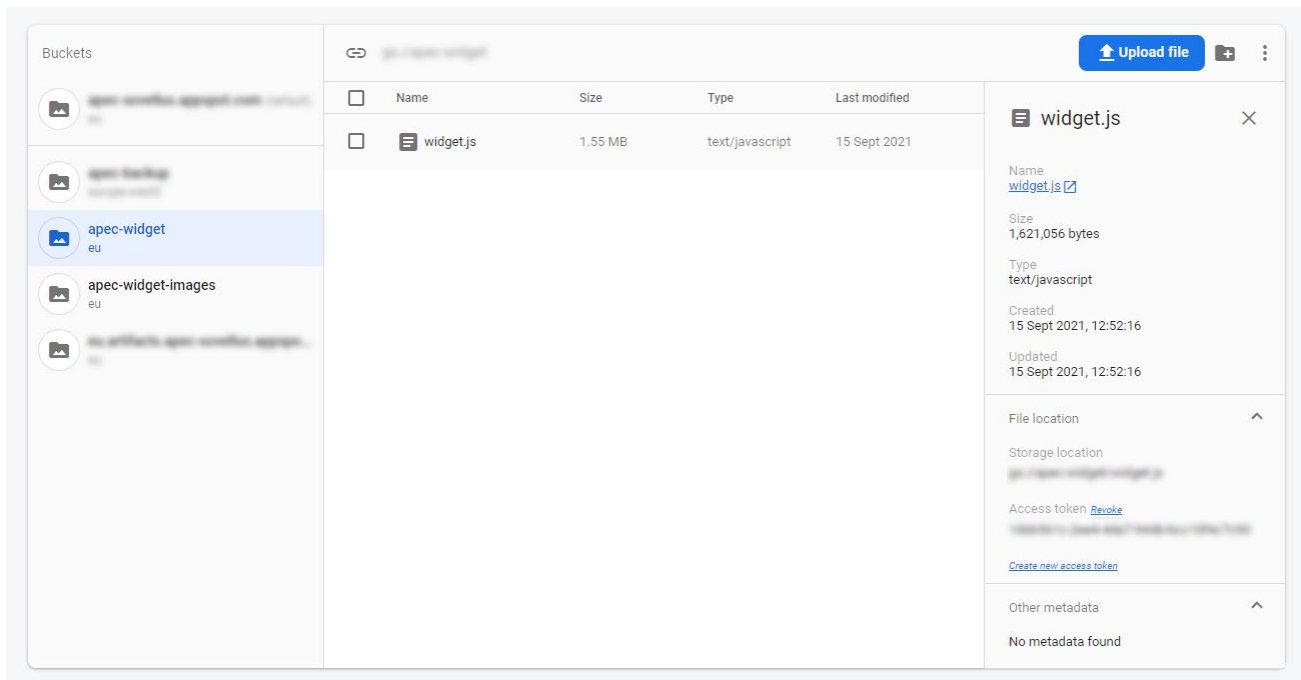 Buckets
Upload file
apec-widget
eu
apec-widget-images
eu
Name Size Type Last modified
widget.js 1.55 MB text/javascript 15 Sept 2021
widget.js
Name
widget.js
Size
1,621,056 bytes
Type
text/javascript
Created
15 Sept 2021, 12:52:16
Updated
15 Sept 2021, 12:52:16
File location
Storage location
Access token Revoke
Create new access token
Other metadata
No metadata found